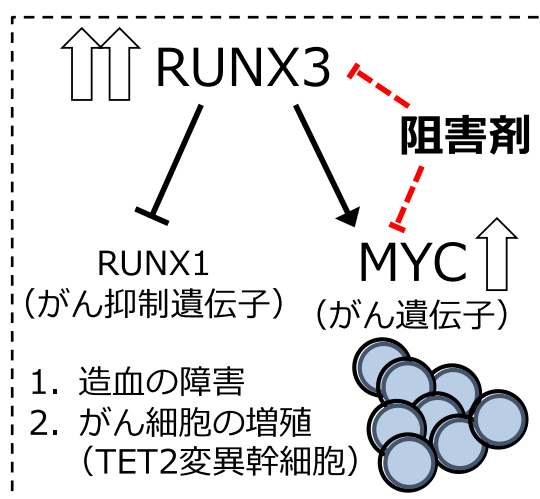 RUNX3
阻害剤
RUNX1
（がん抑制遺伝子）
MYC
（がん遺伝子）
1. 造血の障害
2. がん細胞の増殖
（TET2変異幹細胞）